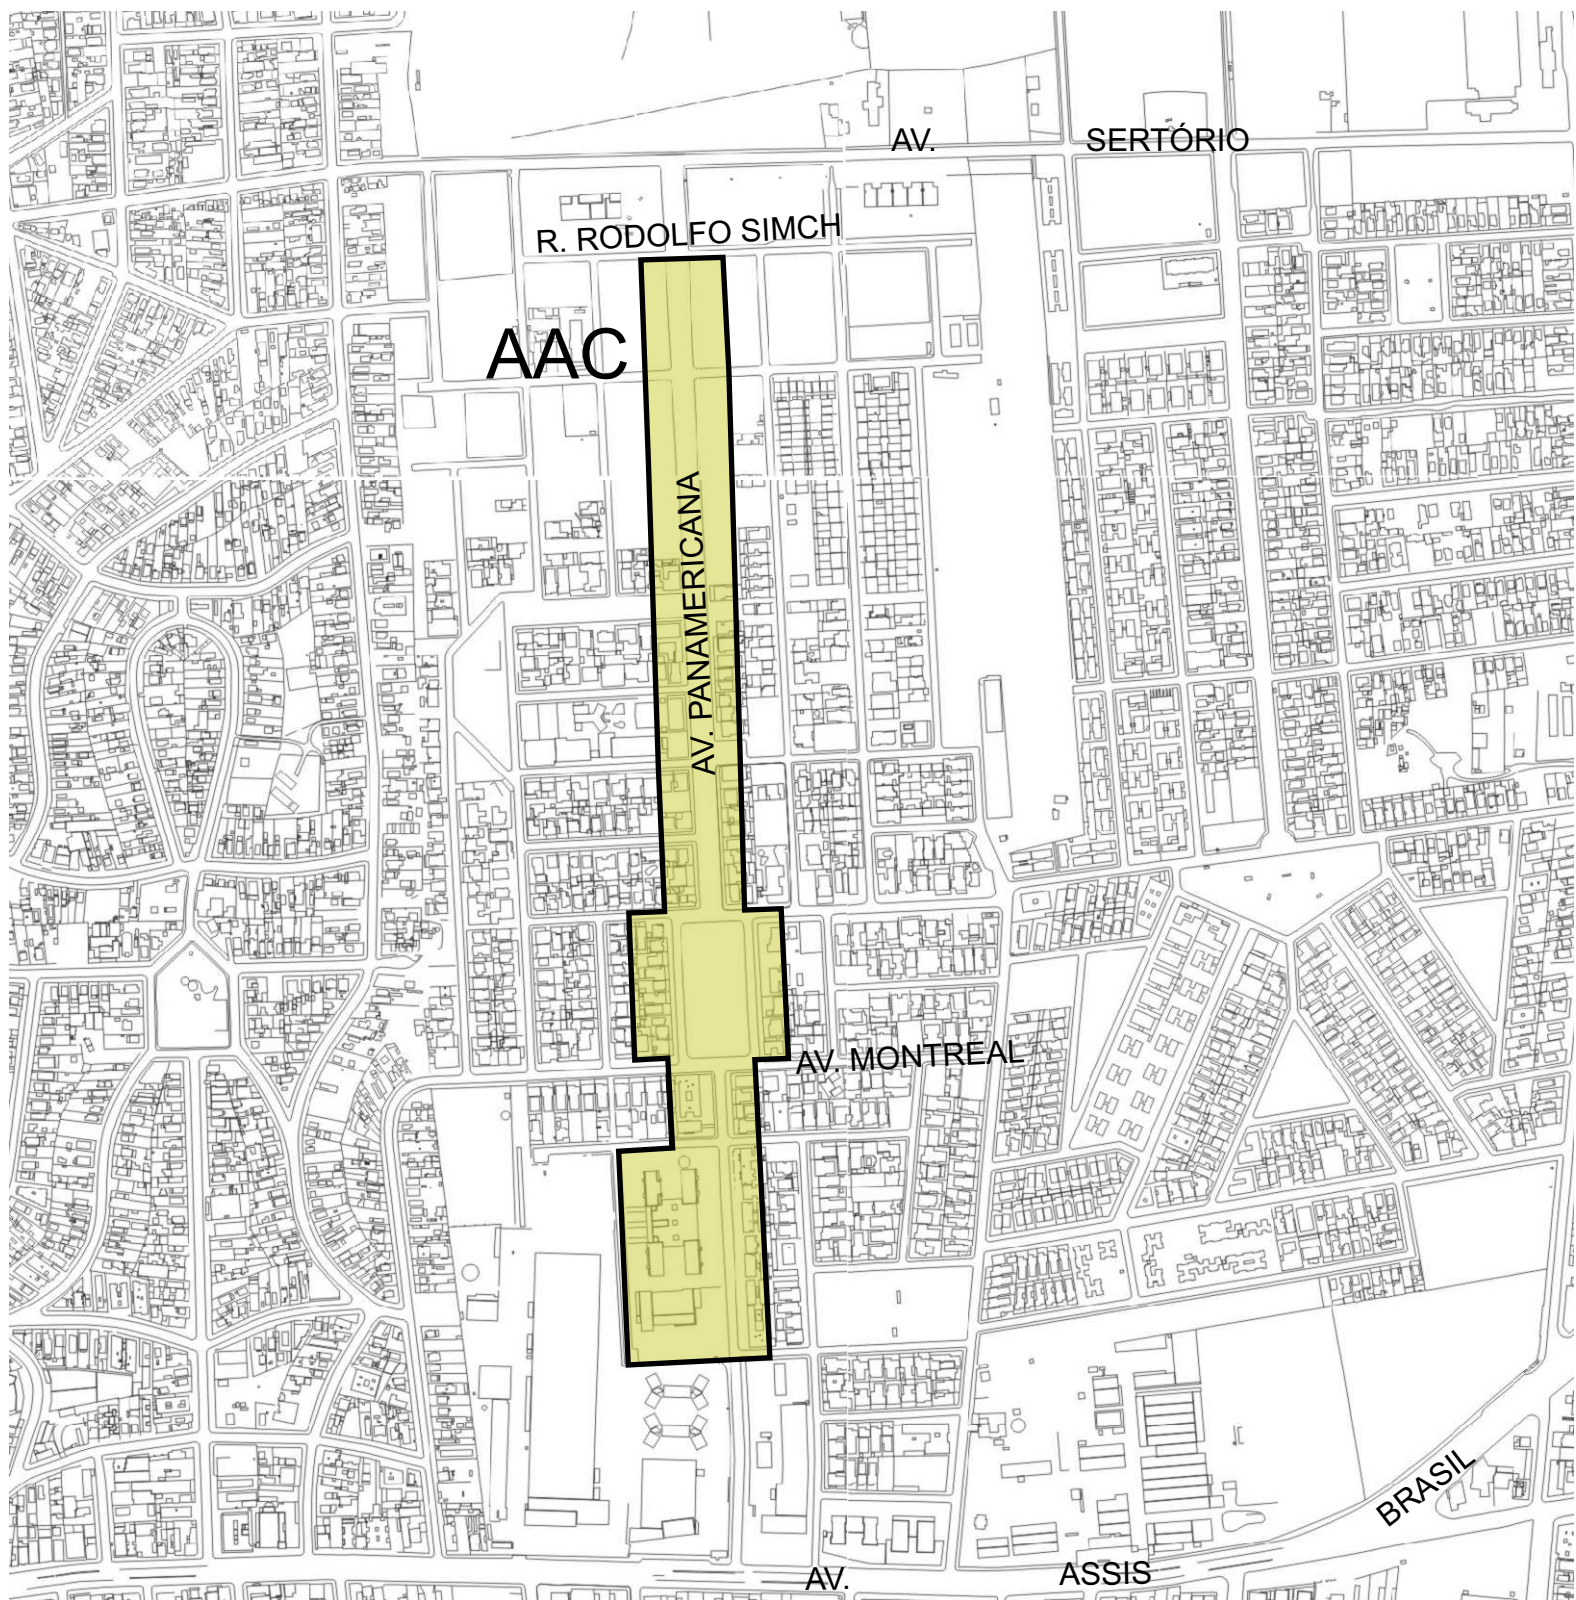 AV. SERTÓRIO
R. RODOLFO SIMCH
AAC
AV. PANAMERICANA
AV. MONTREAL
AV. ASSIS BRASIL